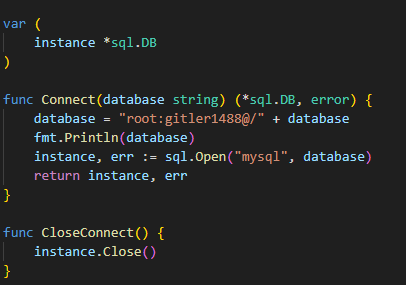 var (
    instance *sql.DB
)
func Connect(database string) (*sql.DB, error) {
    database = "root:gitler1488@/" + database
    fmt.Println(database)
    instance, err := sql.Open("mysql", database)
    return instance, err
}
func CloseConnect() {
    instance.Close()
}